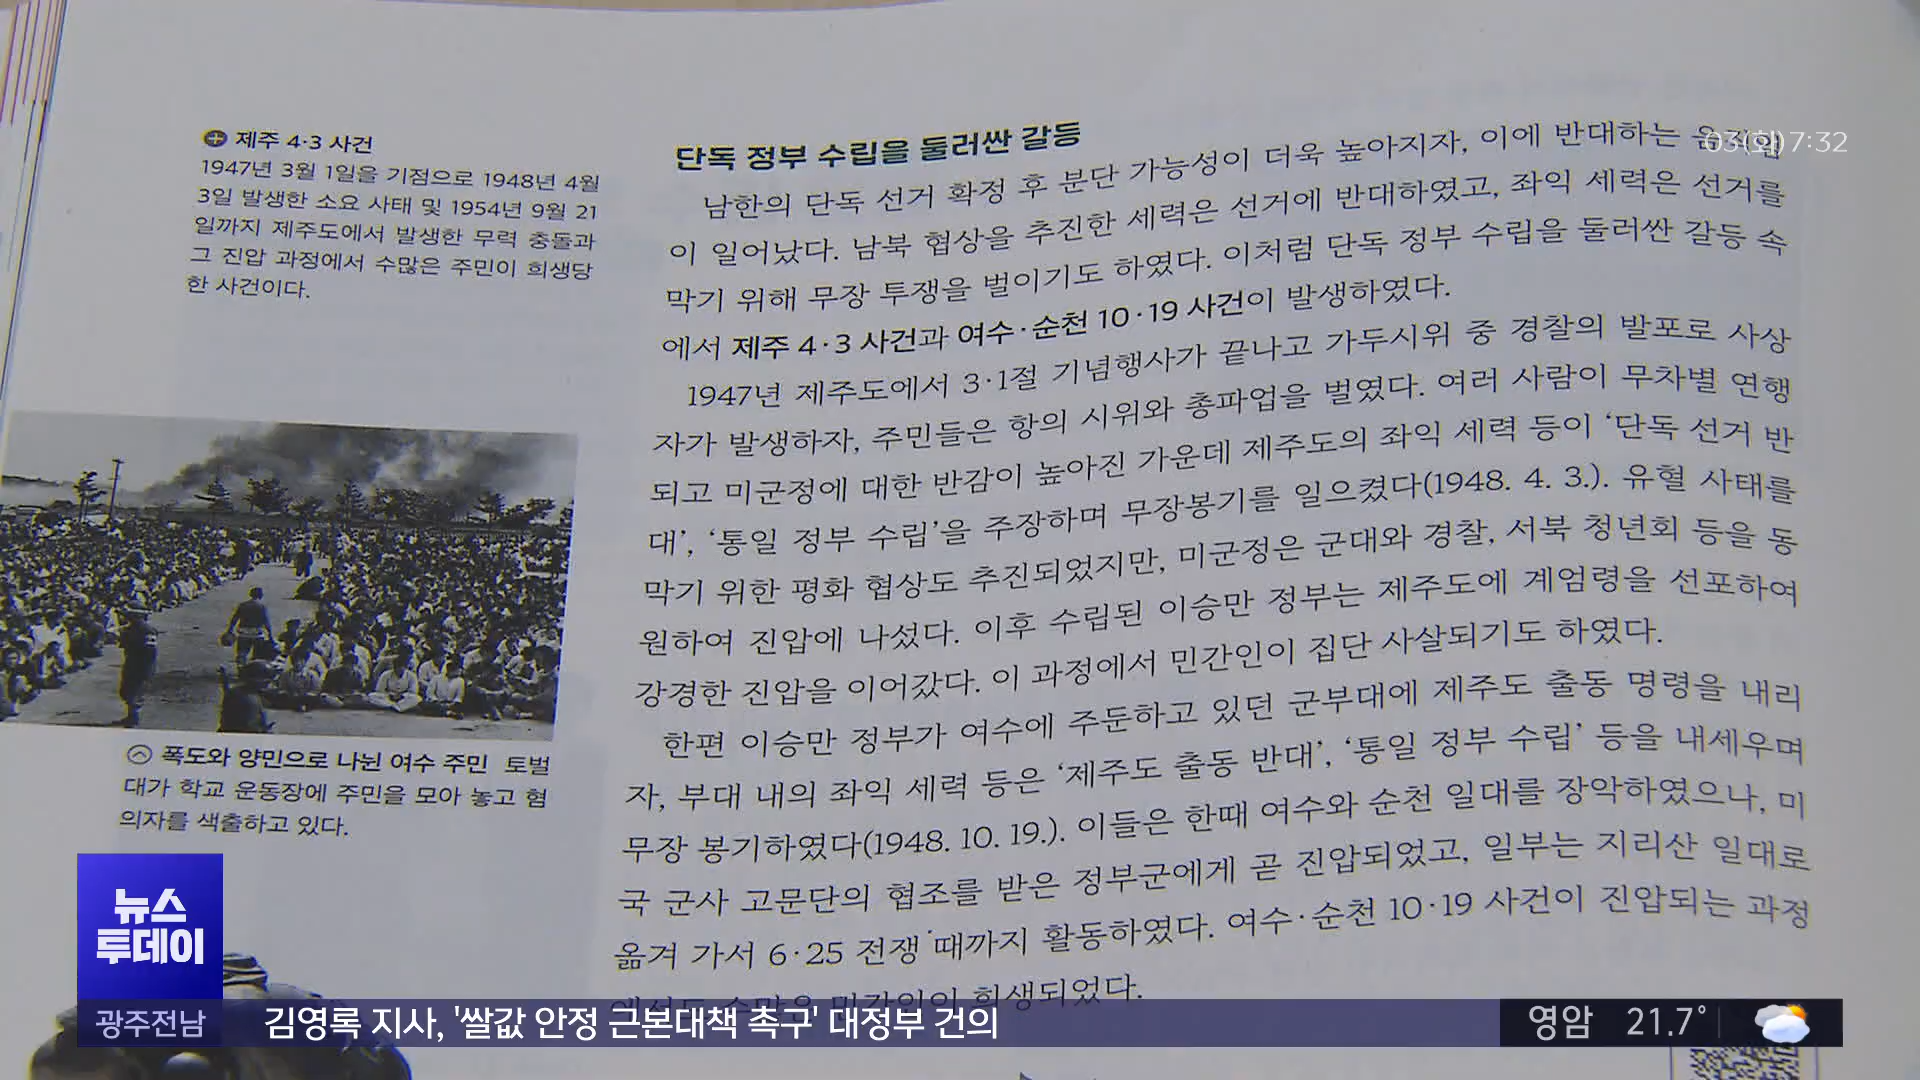 제주 4·3 사건
1947년 3월 1일을 기점으로 1948년 4월
3일 발생한 소요 사태 및 1954년 9월 21
일까지 제주도에서 발생한 무력 충돌과
그 진압 과정에서 수많은 주민이 희생당
한 사건이다.
폭도와 양민으로 나뉜 여수 주민 토벌
대가 학교 운동장에 주민을 모아 놓고 혐
의자를 색출하고 있다.
단독 정부 수립을 둘러싼 갈등
남한의 단독 선거 확정 후 분단 가능성이 더욱 높아지자, 이에 반대하는
이 일어났다. 남북 협상을 추진한 세력은 선거에 반대하였고, 좌익 세력은 선거를
막기 위해 무장 투쟁을 벌이기도 하였다. 이처럼 단독 정부 수립을 둘러싼 갈등 속
에서 제주 4·3 사건과 여수·순천 10·19 사건이 발생하였다.
1947년 제주도에서 3·1절 기념행사가 끝나고 가두시위 중 경찰의 발포로 사상
자가 발생하자, 주민들은 항의 시위와 총파업을 벌였다. 여러 사람이 무차별 연행
되고 미군정에 대한 반감이 높아진 가운데 제주도의 좌익 세력 등이 ‘단독 선거 반
대’, ‘통일 정부 수립’을 주장하며 무장봉기를 일으켰다(1948. 4. 3.). 유혈 사태를
막기 위한 평화 협상도 추진되었지만, 미군정은 군대와 경찰, 서북 청년회 등을 동
원하여 진압에 나섰다. 이후 수립된 이승만 정부는 제주도에 계엄령을 선포하여
강경한 진압을 이어갔다. 이 과정에서 민간인이 집단 사살되기도 하였다.
한편 이승만 정부가 여수에 주둔하고 있던 군부대에 제주도 출동 명령을 내리
자, 부대 내의 좌익 세력 등은 ‘제주도 출동 반대’, ‘통일 정부 수립’ 등을 내세우며
무장 봉기하였다(1948. 10. 19.). 이들은 한때 여수와 순천 일대를 장악하였으나, 미
국 군사 고문단의 협조를 받은 정부군에게 곧 진압되었고, 일부는 지리산 일대로
옮겨 가서 6·25 전쟁 때까지 활동하였다. 여수·순천 10·19 사건이 진압되는 과정
에서도 수많은 민간인이 희생되었다.
03(화) 7:32
뉴스
투데이
광주전남 김영록 지사, '쌀값 안정 근본대책 촉구' 대정부 건의
영암 21.7°